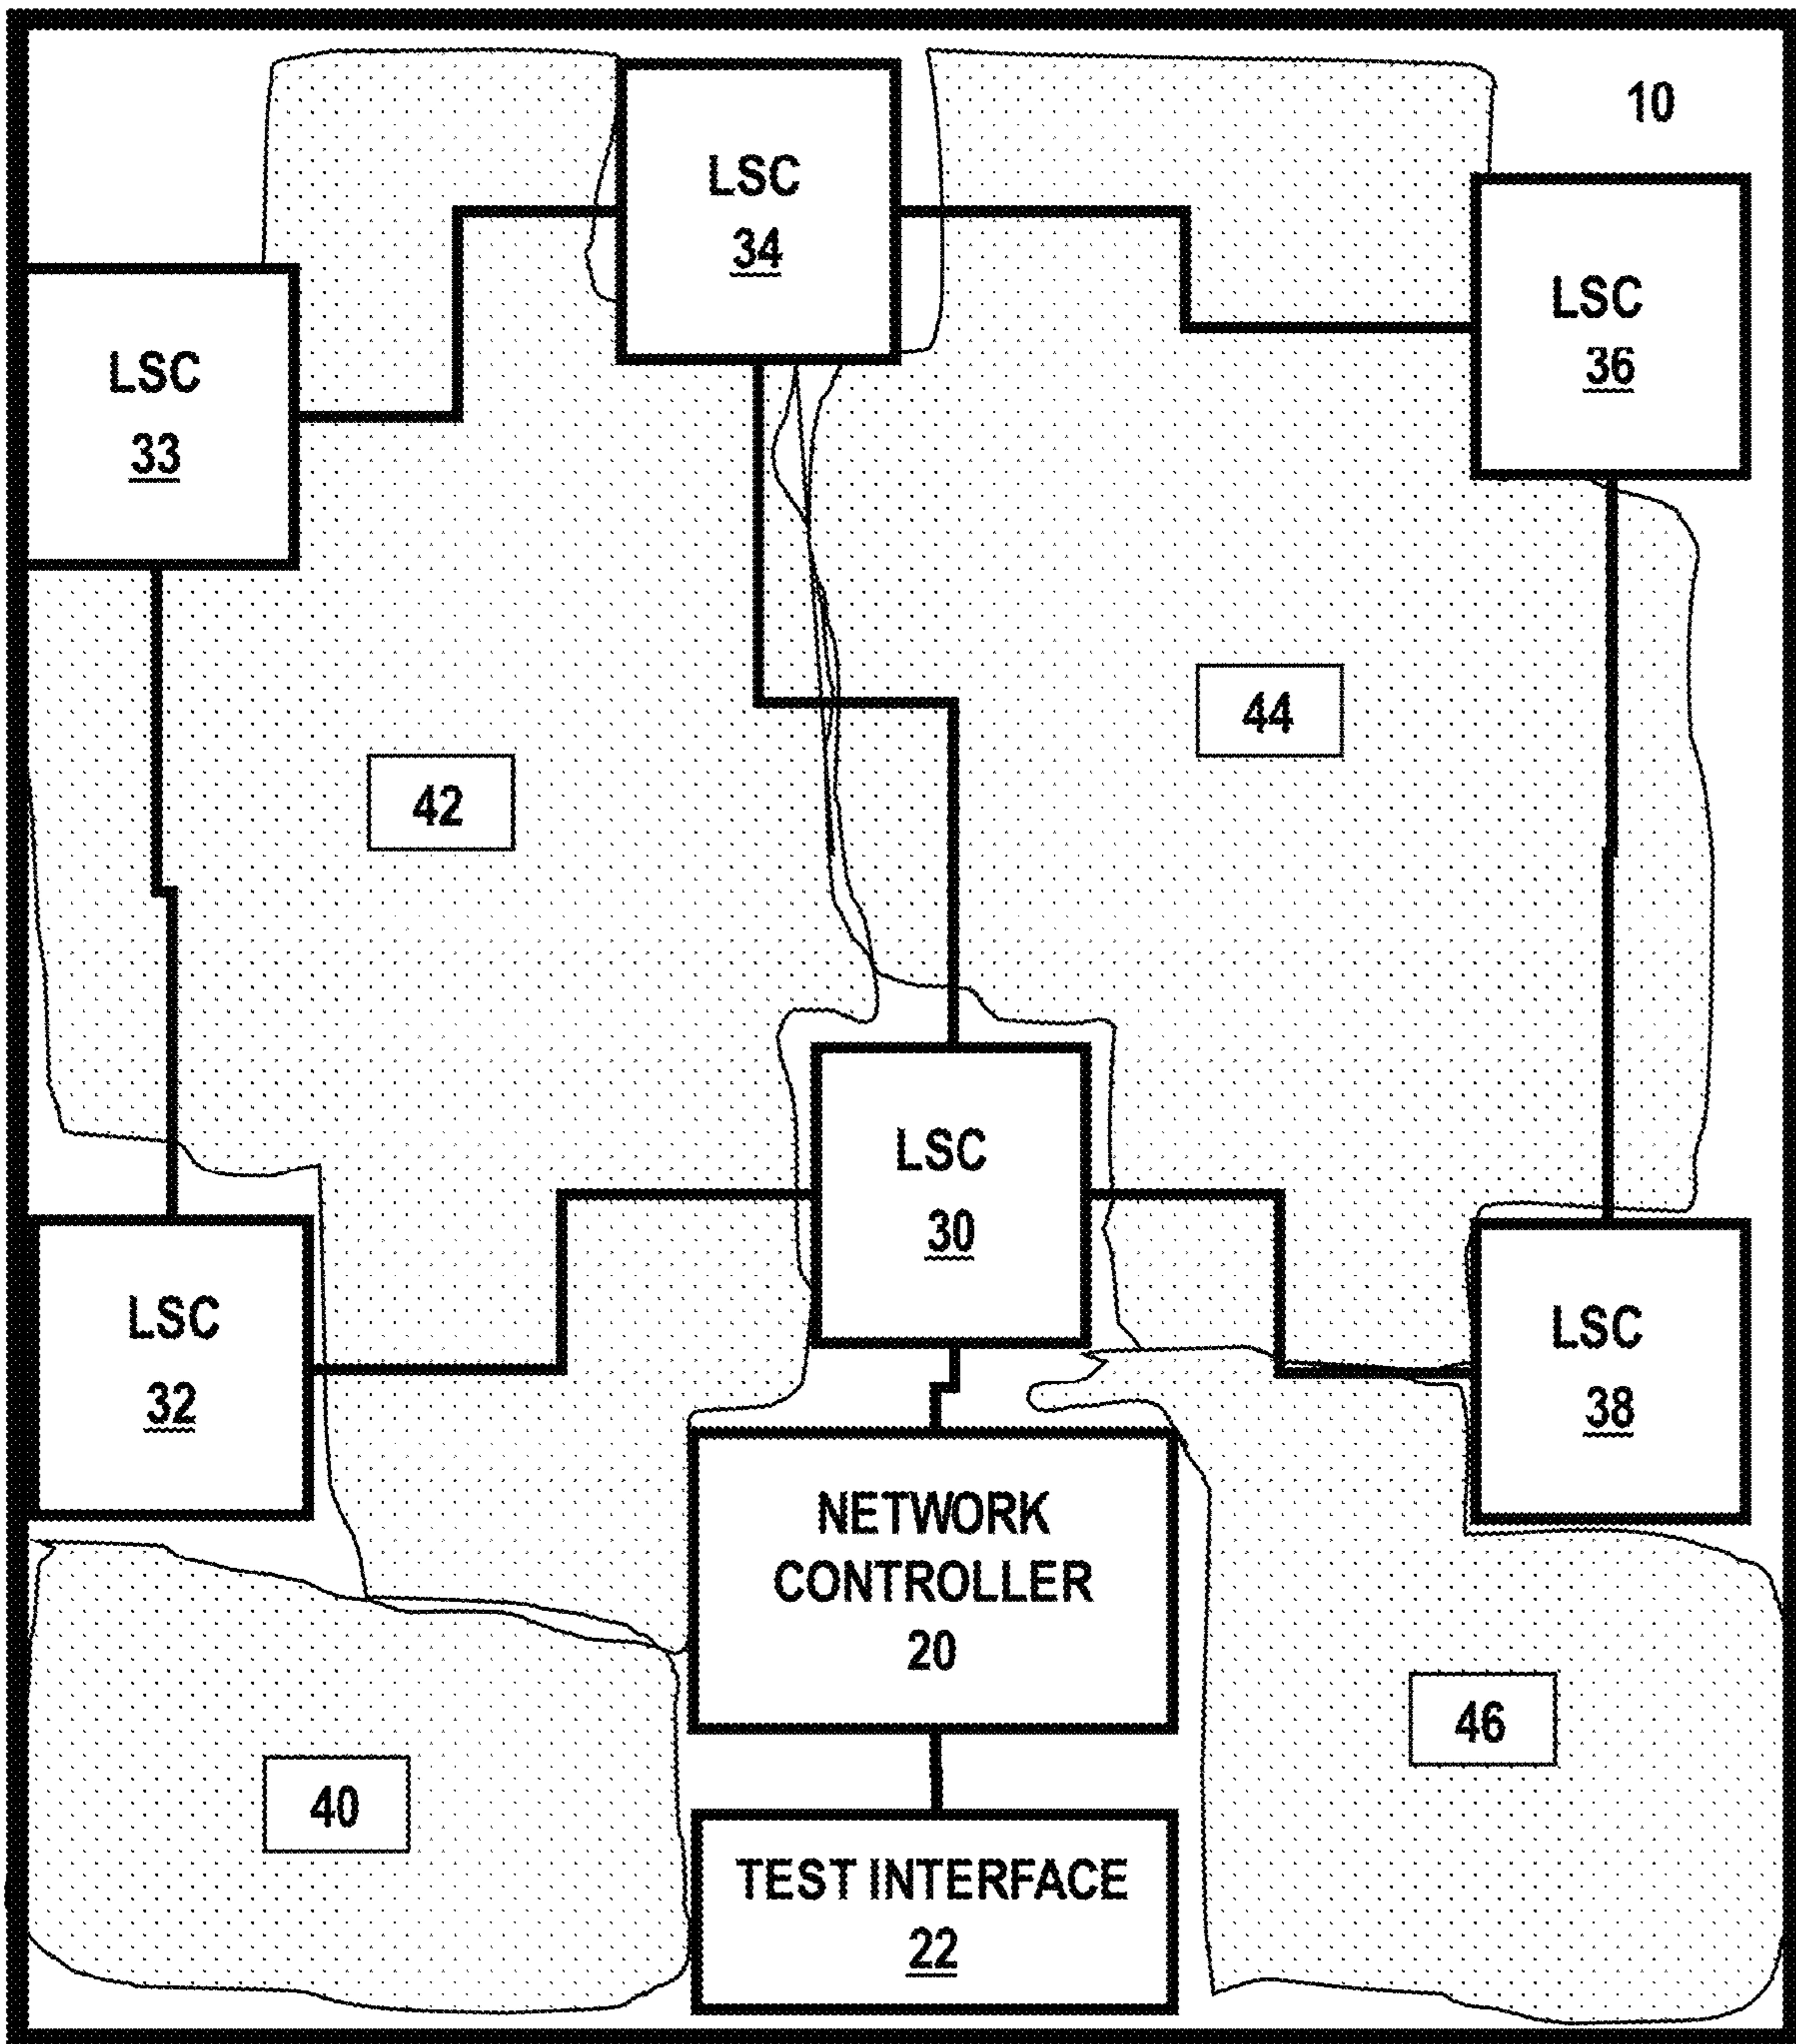 10
LSC
34
LSC
36
LSC
33
44
42
LSC
30
LSC
32
LSC
38
NETWORK
CONTROLLER
20
46
40
TEST INTERFACE
22